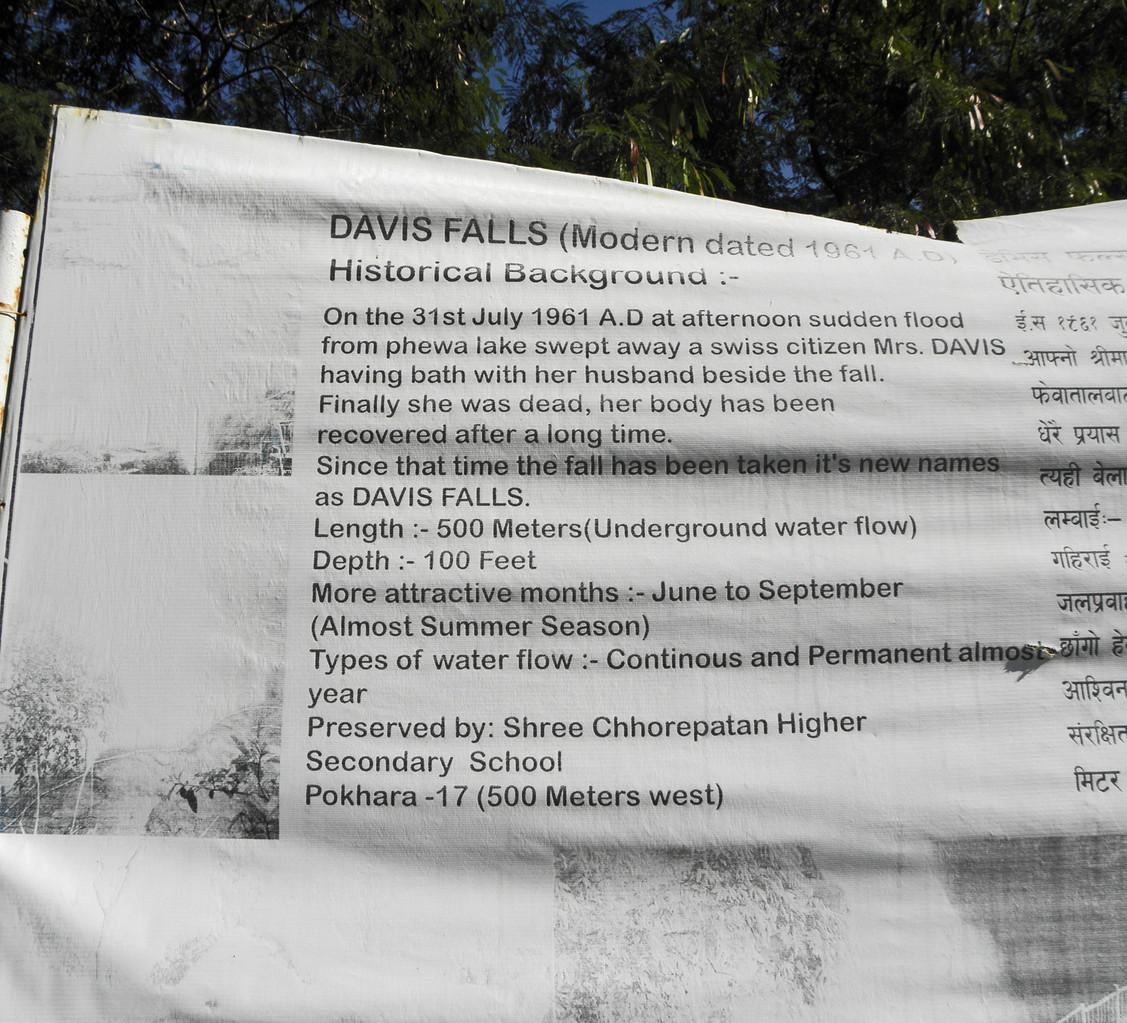 DAVIS FALLS (Modern dated 1961 A.D)
Historical Background :-
On the 31st July 1961 A.D at afternoon sudden flood
from phewa lake swept away a swiss citizen Mrs. DAVIS
having bath with her husband beside the fall.
Finally she was dead, her body has been
recovered after a long time.
Since that time the fall has been taken it's new names
as DAVIS FALLS.
Length :- 500 Meters(Underground water flow)
Depth :- 100 Feet
More attractive months :- June to September
(Almost Summer Season)
Types of water flow :- Continous and Permanent almost
year
Preserved by: Shree Chhorepatan Higher
Secondary School
Pokhara -17 (500 Meters west)
ऐतिहासिक
ई.स १९६१
आफ्नो
धेरै प्रयास
त्यही बेला
लम्बाईः–
गहिराई
छाँगो
मिटर